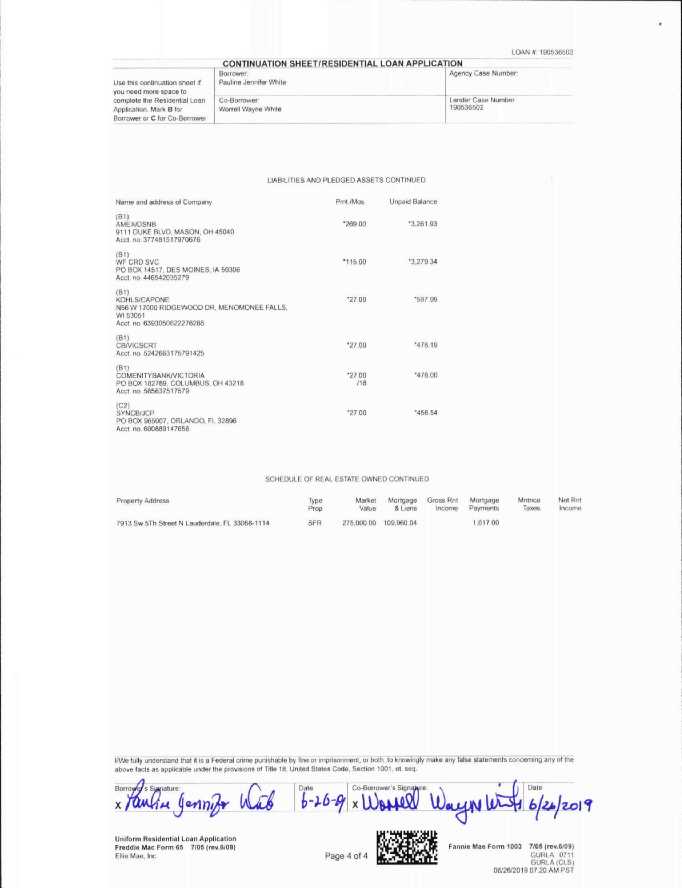 LOAN #: 190536502
CONTINUATION SHEET/RESIDENTIAL LOAN APPLICATION
Use this continuation sheet if
you need more space to
complete the Residential Loan
Application. Mark B for
Borrower or C for Co-Borrower
Borrower:
Pauline Jennifer White
Agency Case Number:
Co-Borrower:
Worrell Wayne White
Lender Case Number
190536502
LIABILITIES AND PLEDGED ASSETS CONTINUED
Name and address of Company Pmt./Mos. Unpaid Balance
(B1)
AMEX/DSNB *269.00 *3,261.93
9111 DUKE BLVD, MASON, OH 45040
Acct. no. 377481517970676
(B1)
WF CRD SVC *115.00 *3,279.34
PO BOX 14517, DES MOINES, IA 50306
Acct. no. 446542035279
(B1)
KOHLS/CAPONE *27.00
N56 W 17000 RIDGEWOOD DR, MENOMONEE FALLS,
WI 53051
Acct. no. 6393050622276265
(B1)
CB/VICSCRT *27.00 *476.19
Acct. no. 5242663175791425
(B1)
COMENITYBANK/VICTORIA *27.00 *476.00
PO BOX 182789, COLUMBUS, OH 43218 /18
Acct. no. 585637517579
(C2)
SYNCB/JCP *27.00 *456.54
PO BOX 965007, ORLANDO, FL 32896
Acct. no. 600889147658
SCHEDULE OF REAL ESTATE OWNED CONTINUED
Property Address Type Market Mortgage Gross Rnt Mortgage Mntnce Net Rnt
Prop Value & Liens Income Payments Taxes Income
7913 Sw 5Th Street N Lauderdale, FL 33068-1114 SFR 275,000.00 109,960.04 1,617.00
I/We fully understand that it is a Federal crime punishable by fine or imprisonment, or both, to knowingly make any false statements concerning any of the
above facts as applicable under the provisions of Title 18, United States Code, Section 1001, et. seq.
Borrower's Signature: Date Co-Borrower's Signature: Date
X Pauline Jennifer White 6-26-19 X Worrell Wayne White 6/26/2019
Uniform Residential Loan Application
Freddie Mac Form 65 7/05 (rev.6/09) Fannie Mae Form 1003 7/05 (rev.6/09)
Ellie Mae, Inc. Page 4 of 4 GURLA 0711
GURLA (CLS)
06/26/2019 07:20 AM PST